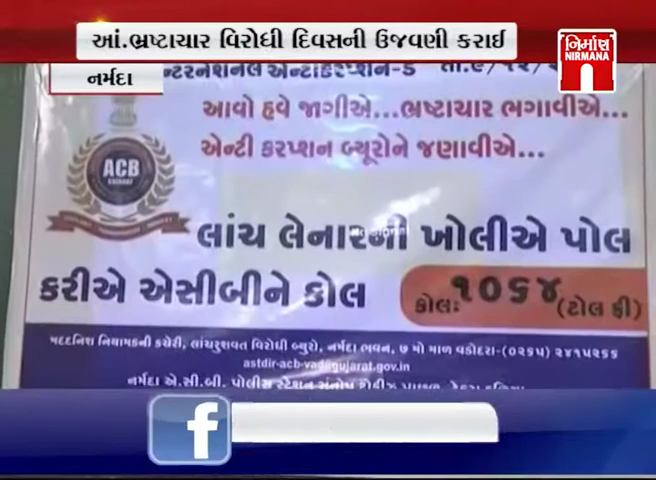 આં.ભ્રષ્ટાચાર વિરોધી દિવસની ઉજવણી કરાઈ
નિર્માણ
NIRMANA
નર્મદા
આવો હવે જાગીએ...ભ્રષ્ટાચાર ભગાવીએ...
એન્ટી કરપ્શન બ્યૂરોને જણાવીએ...
ACB
લાંચ લેનારની ખોલીએ પોલ
કરીએ એસીબીને કોલ
કોલઃ ૧૦૬૪ (ટોલ ફ્રી)
મદદનિશ નિયામકની કચેરી, લાંચરુશવત વિરોધી બ્યુરો, નર્મદા ભવન, ૭ મો માળ વડોદરા-(૦૨૬૫) ૨૪૧૫૨૬૬
astdir-acb-vad@gujarat.gov.in
નર્મદા એ.સી.બી. પોલીસ સ્ટેશન
f